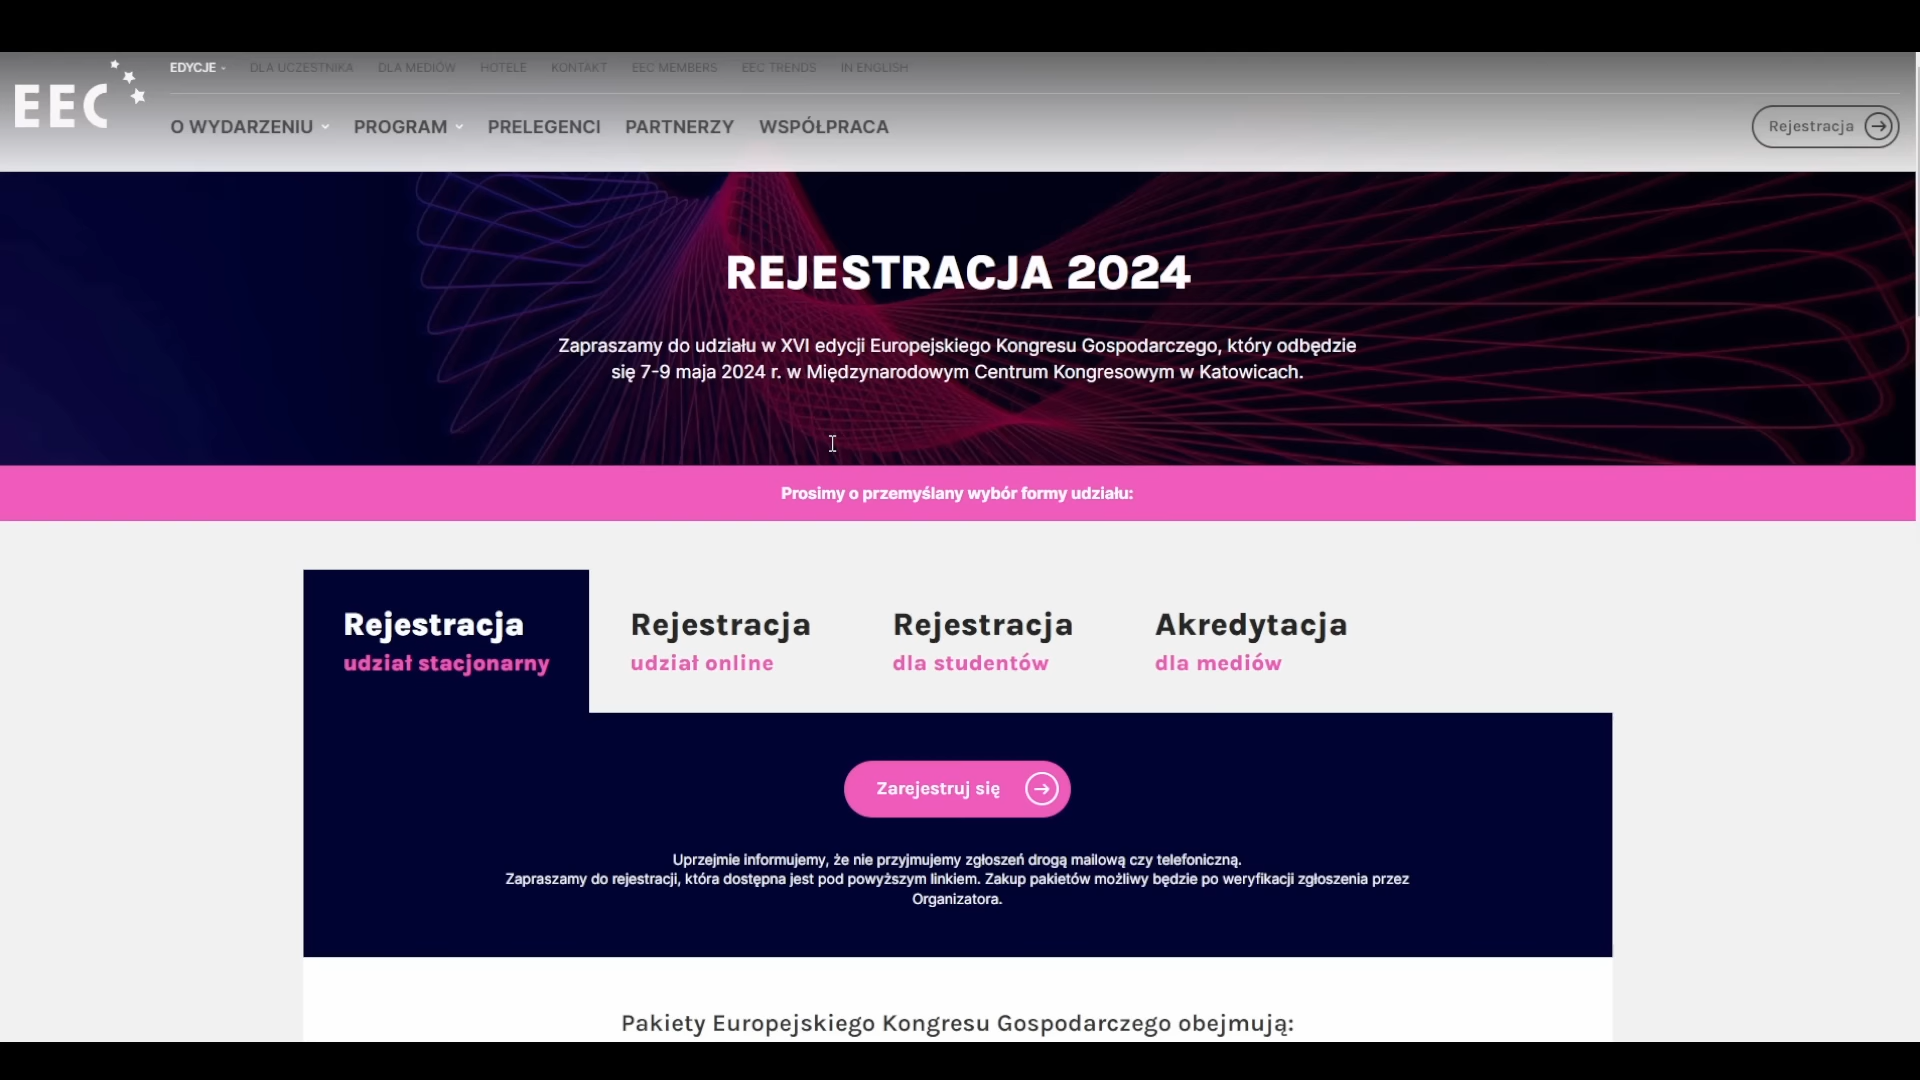 EEC
EDYCJE
DLA UCZESTNIKA
DLA MEDIÓW
HOTELE
KONTAKT
EEC MEMBERS
EEC TRENDS
IN ENGLISH
O WYDARZENIU
PROGRAM
PRELEGENCI
PARTNERZY
WSPÓŁPRACA
Rejestracja
REJESTRACJA 2024
Zapraszamy do udziału w XVI edycji Europejskiego Kongresu Gospodarczego, który odbędzie
się 7-9 maja 2024 r. w Międzynarodowym Centrum Kongresowym w Katowicach.
Prosimy o przemyślany wybór formy udziału:
Rejestracja
udział stacjonarny
Rejestracja
udział online
Rejestracja
dla studentów
Akredytacja
dla mediów
Zarejestruj się
Uprzejmie informujemy, że nie przyjmujemy zgłoszeń drogą mailową czy telefoniczną.
Zapraszamy do rejestracji, która dostępna jest pod powyższym linkiem. Zakup pakietów możliwy będzie po weryfikacji zgłoszenia przez
Organizatora.
Pakiety Europejskiego Kongresu Gospodarczego obejmują: